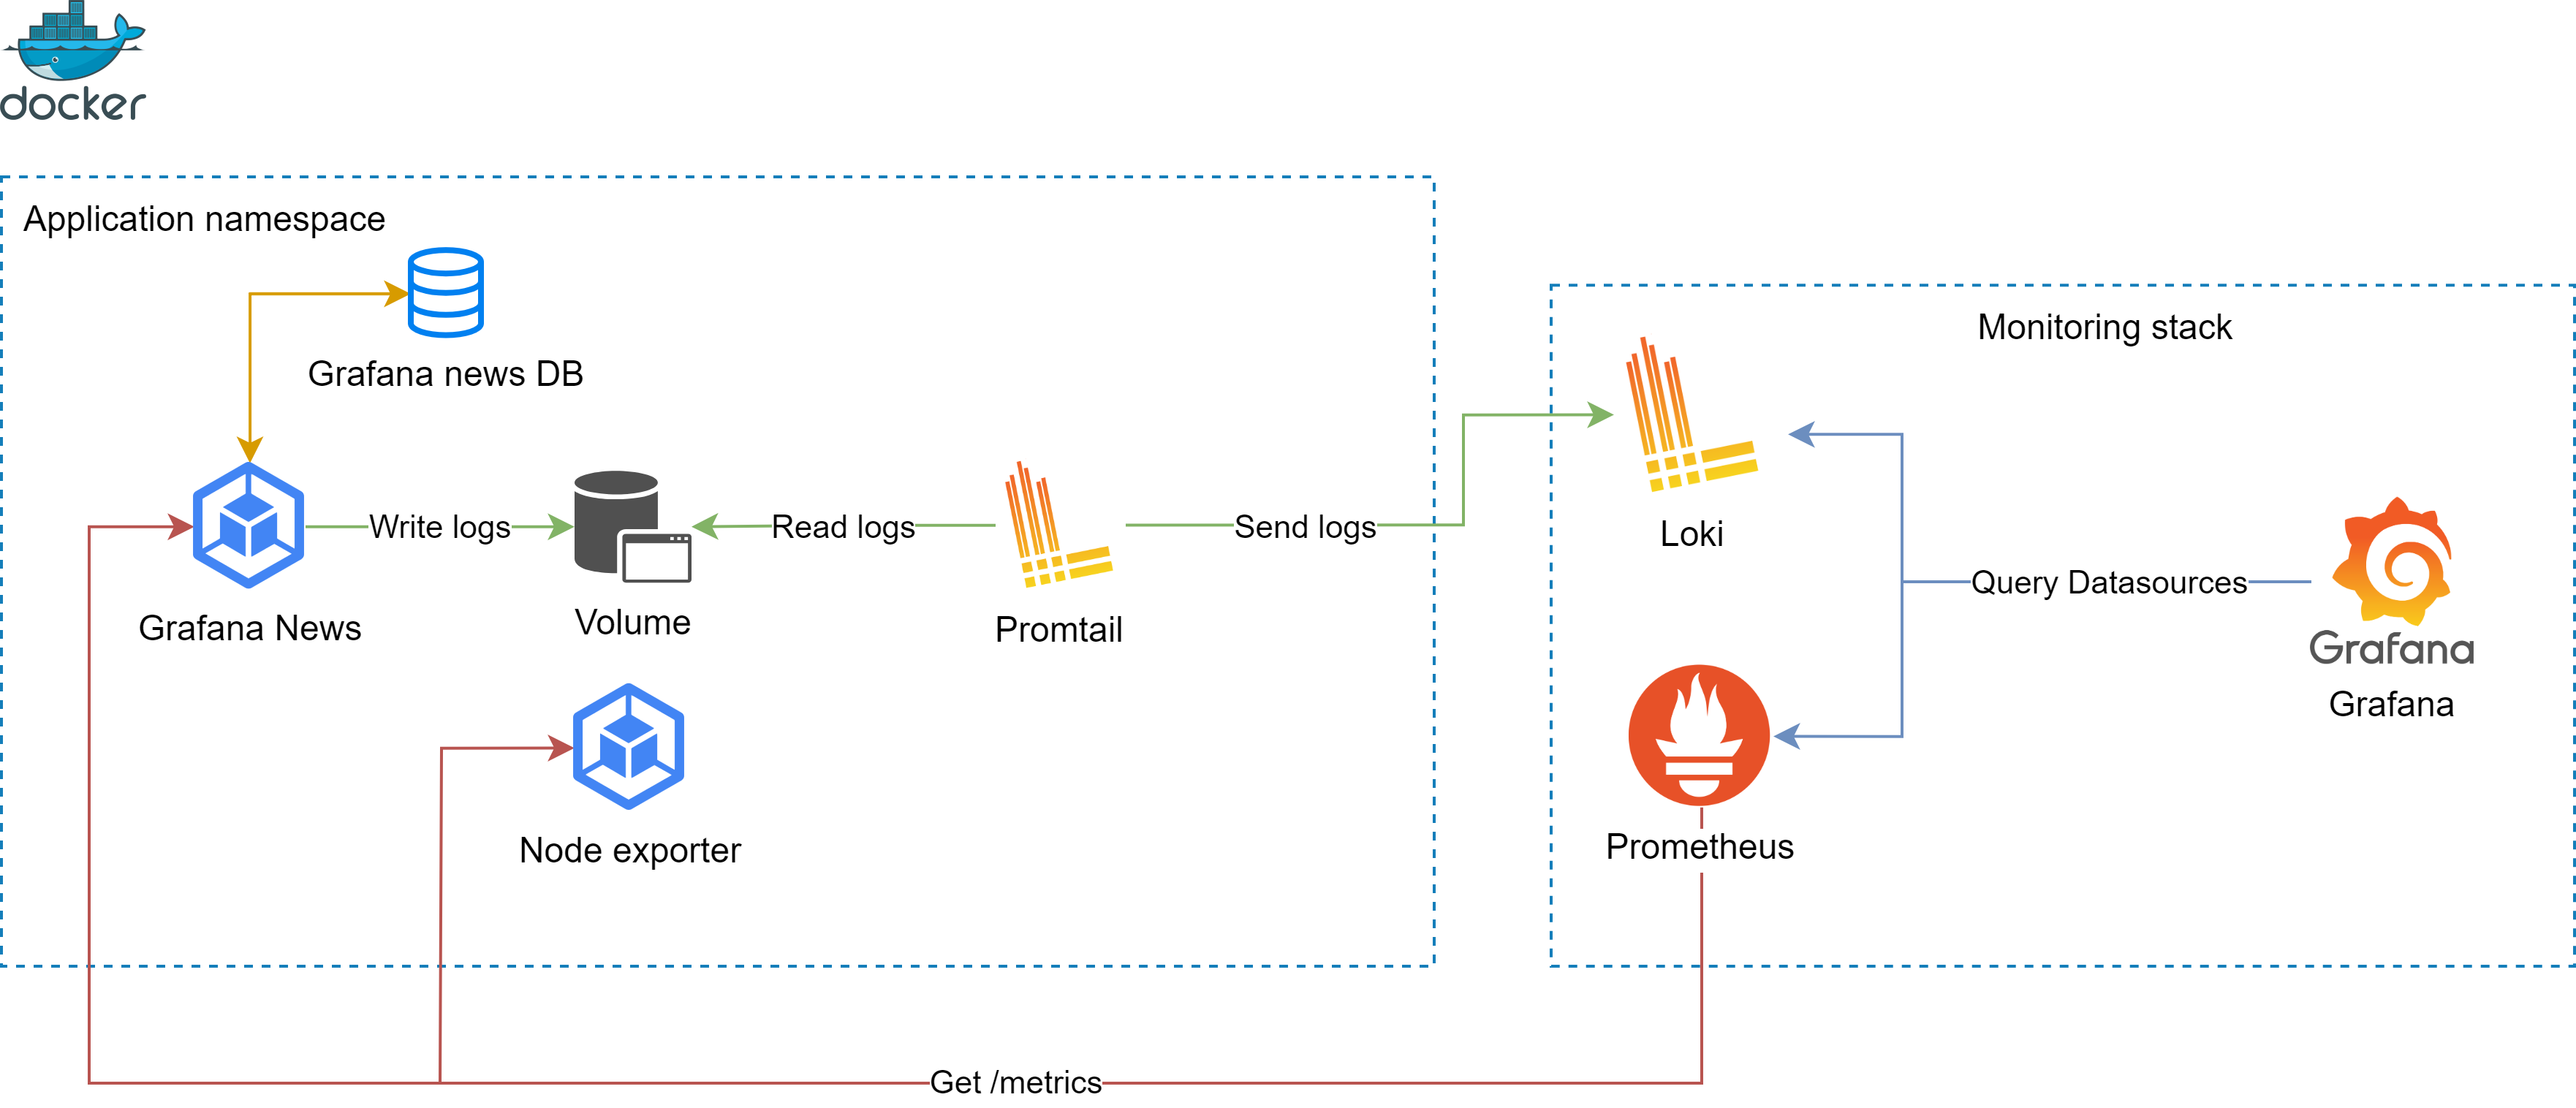 docker
Application namespace
Grafana news DB
Monitoring stack
Write logs
Read logs
Send logs
Loki
Query Datasources
Grafana News
Volume
Promtail
Grafana
Grafana
Node exporter
Prometheus
Get /metrics